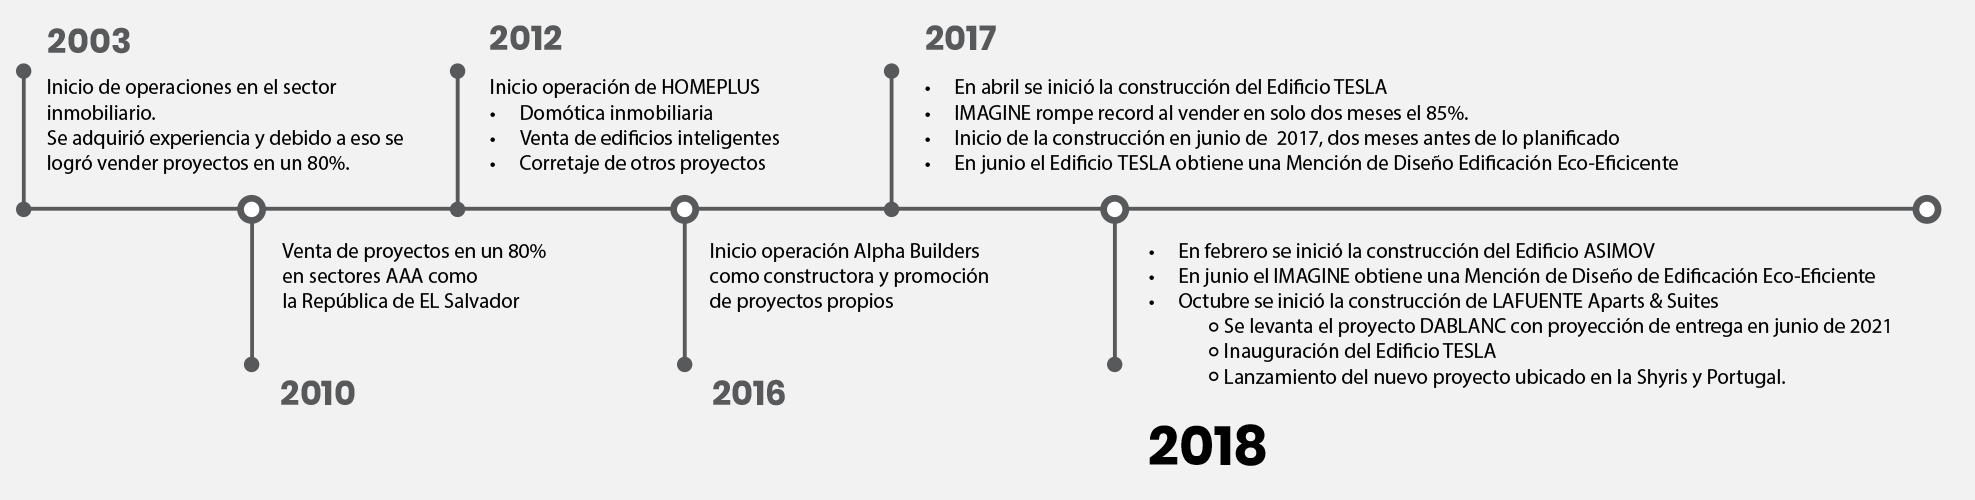 2003
Inicio de operaciones en el sector
inmobiliario.
Se adquirió experiencia y debido a eso se
logró vender proyectos en un 80%.
2012
Inicio operación de HOMEPLUS
• Domótica inmobiliaria
• Venta de edificios inteligentes
• Corretaje de otros proyectos
2017
• En abril se inició la construcción del Edificio TESLA
• IMAGINE rompe record al vender en solo dos meses el 85%.
• Inicio de la construcción en junio de 2017, dos meses antes de lo planificado
• En junio el Edificio TESLA obtiene una Mención de Diseño Edificación Eco-Eficicente
Venta de proyectos en un 80%
en sectores AAA como
la República de EL Salvador
2010
Inicio operación Alpha Builders
como constructora y promoción
de proyectos propios
2016
• En febrero se inició la construcción del Edificio ASIMOV
• En junio el IMAGINE obtiene una Mención de Diseño de Edificación Eco-Eficiente
• Octubre se inició la construcción de LAFUENTE Aparts & Suites
o Se levanta el proyecto DABLANC con proyección de entrega en junio de 2021
o Inauguración del Edificio TESLA
o Lanzamiento del nuevo proyecto ubicado en la Shyris y Portugal.
2018